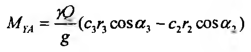 M_{YA} = \frac{\gamma Q}{g} (c_3 r_3 \cos\alpha_3 - c_2 r_2 \cos\alpha_2)